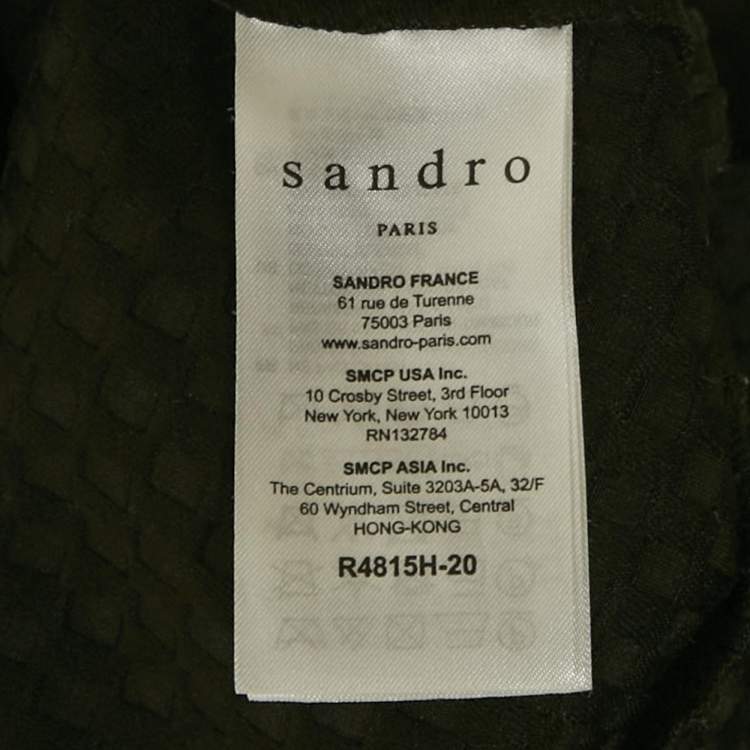 sandro
PARIS
SANDRO FRANCE
61 rue de Turenne
75003 Paris
www.sandro-paris.com
SMCP USA Inc.
10 Crosby Street, 3rd Floor
New York, New York 10013
RN132784
SMCP ASIA Inc.
The Centrium, Suite 3203A-5A, 32/F
60 Wyndham Street, Central
HONG-KONG
R4815H-20